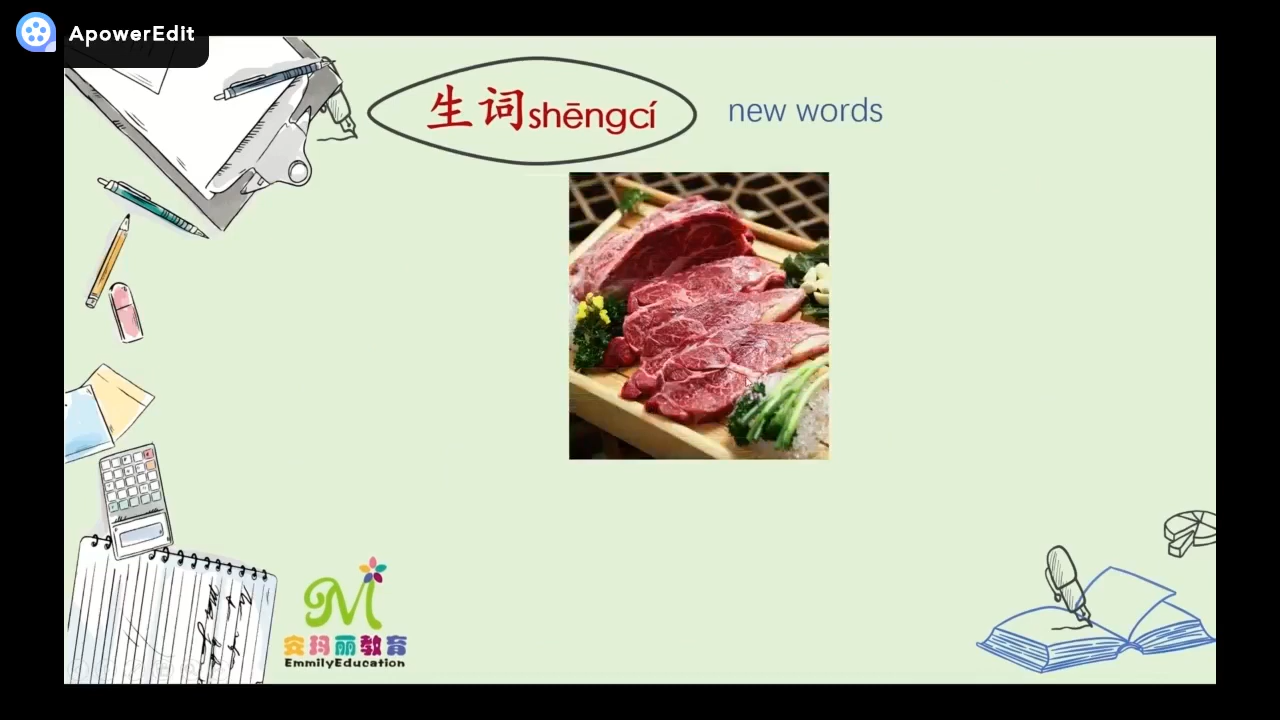 ApowerEdit
生词shēngcí new words
M
安玛丽教育
EmmilyEducation